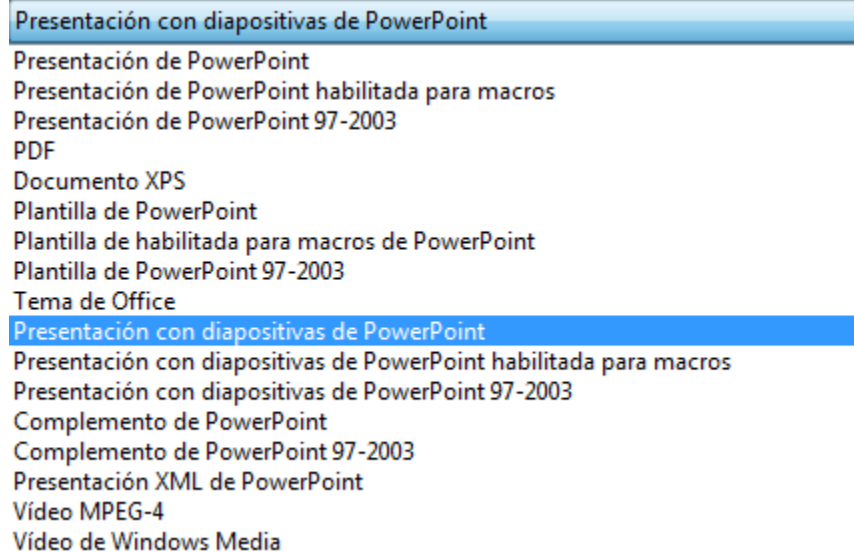 Presentación con diapositivas de PowerPoint
Presentación de PowerPoint
Presentación de PowerPoint habilitada para macros
Presentación de PowerPoint 97-2003
PDF
Documento XPS
Plantilla de PowerPoint
Plantilla de habilitada para macros de PowerPoint
Plantilla de PowerPoint 97-2003
Tema de Office
Presentación con diapositivas de PowerPoint
Presentación con diapositivas de PowerPoint habilitada para macros
Presentación con diapositivas de PowerPoint 97-2003
Complemento de PowerPoint
Complemento de PowerPoint 97-2003
Presentación XML de PowerPoint
Vídeo MPEG-4
Vídeo de Windows Media